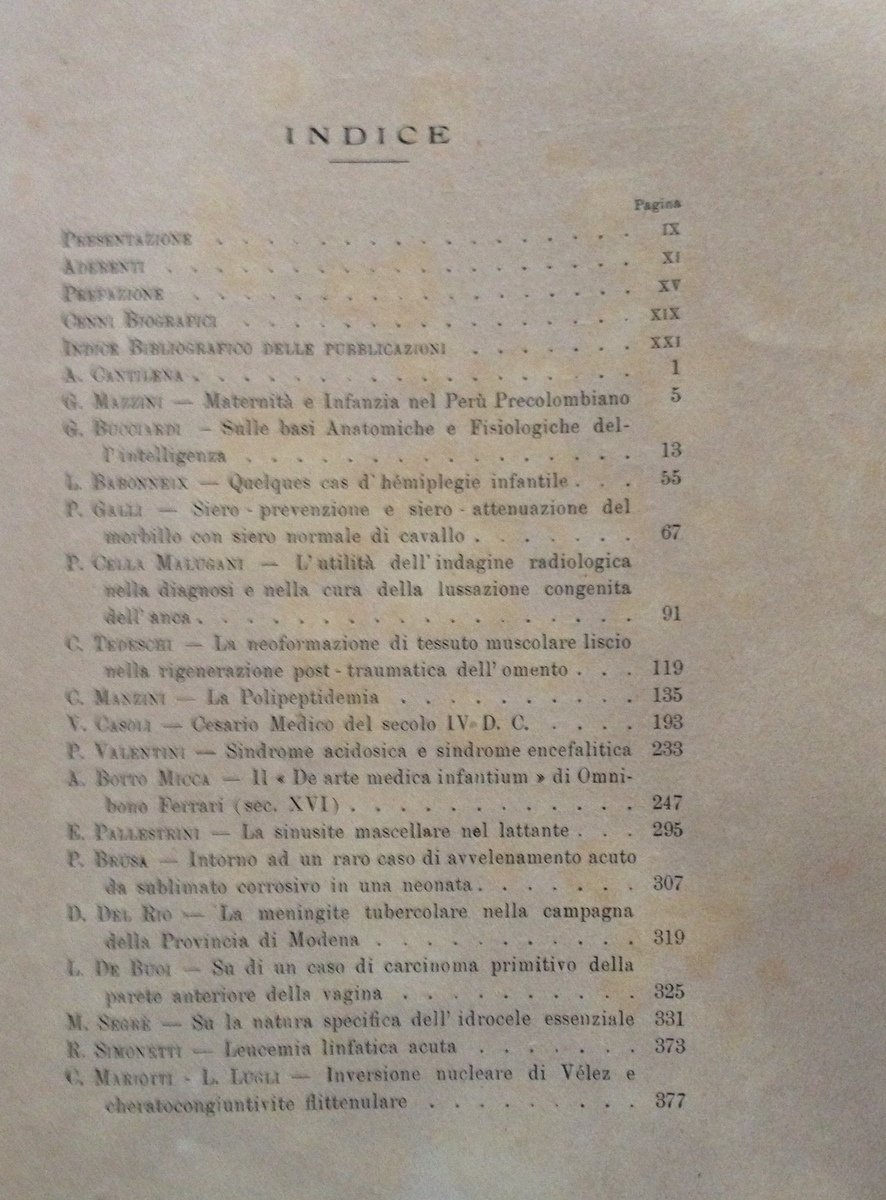 INDICE
Pagina
PRESENTAZIONE . . . . . . . . . . . . . . . . IX
ADERENTI . . . . . . . . . . . . . . . . . . XI
PREFAZIONE . . . . . . . . . . . . . . . . . XV
CENNI BIOGRAFICI . . . . . . . . . . . . . . XIX
INDICE BIBLIOGRAFICO DELLE PUBBLICAZIONI . . . . . . XXI
A. CANTILENA . . . . . . . . . . . . . . . . 1
G. MAZZINI — Maternità e Infanzia nel Perù Precolombiano 5
G. BUCCIARDI – Sulle basi Anatomiche e Fisiologiche del-
l'intelligenza . . . . . . . . . . . . . . . 13
L. BABONNEIX — Quelques cas d'hémiplegie infantile . . . 55
P. GALLI — Siero-prevenzione e siero-attenuazione del
morbillo con siero normale di cavallo . . . . . . . 67
P. CELLA MALUGANI — L'utilità dell'indagine radiologica
nella diagnosi e nella cura della lussazione congenita
dell'anca . . . . . . . . . . . . . . . . . 91
C. TEDESCHI — La neoformazione di tessuto muscolare liscio
nella rigenerazione post-traumatica dell'omento . . . 119
C. MANZINI — La Polipeptidemia . . . . . . . . . 135
V. CASOLI — Cesario Medico del secolo IV D. C. . . . . 193
P. VALENTINI — Sindrome acidosica e sindrome encefalitica 233
A. BOTTO MICCA — Il « De arte medica infantium » di Omni-
bono Ferrari (sec. XVI) . . . . . . . . . . . . 247
E. PALLESTRINI — La sinusite mascellare nel lattante . . . 295
P. BRUSA — Intorno ad un raro caso di avvelenamento acuto
da sublimato corrosivo in una neonata . . . . . . . 307
D. DEL RIO — La meningite tubercolare nella campagna
della Provincia di Modena . . . . . . . . . . . 319
L. DE BUOI — Su di un caso di carcinoma primitivo della
parete anteriore della vagina . . . . . . . . . . 325
M. SEGRÈ — Su la natura specifica dell'idrocele essenziale 331
R. SIMONETTI — Leucemia linfatica acuta . . . . . . . 373
C. MARIOTTI - L. LUGLI — Inversione nucleare di Vélez e
cheratocongiuntivite flittenulare . . . . . . . . . 377